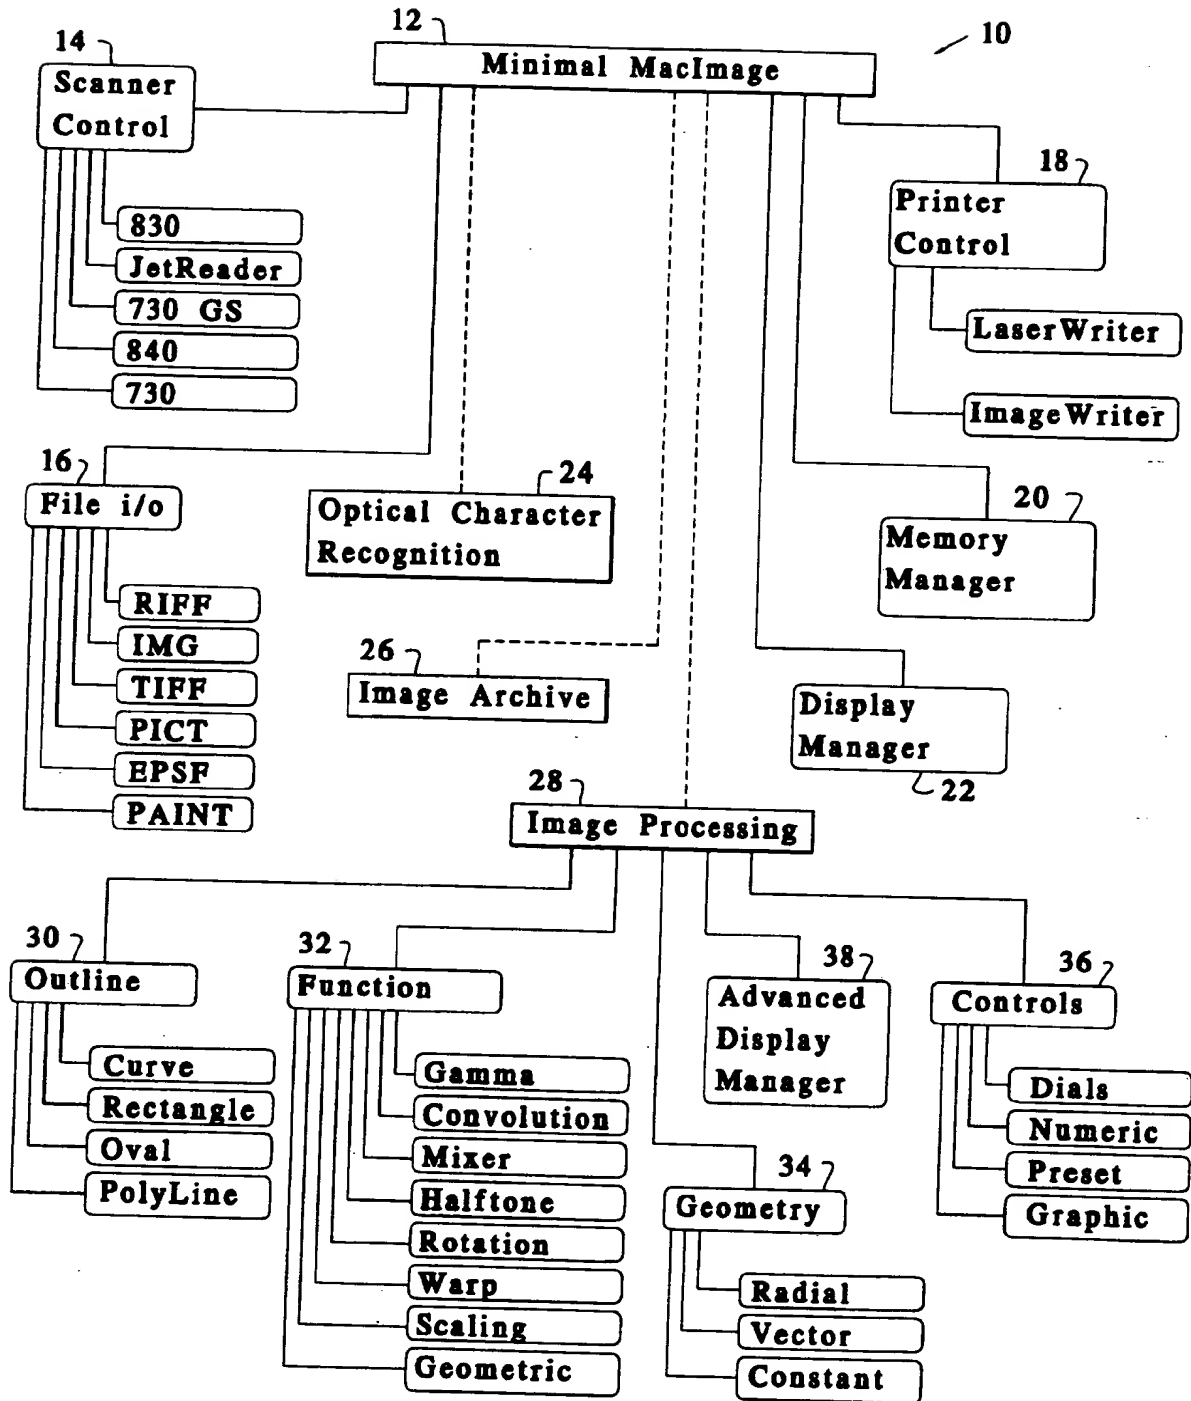 12
Minimal MacImage
10
14
Scanner
Control
830
JetReader
730 GS
840
730
18
Printer
Control
LaserWriter
ImageWriter
16
File i/o
RIFF
IMG
TIFF
PICT
EPSF
PAINT
24
Optical Character
Recognition
20
Memory
Manager
26
Image Archive
Display
Manager
22
28
Image Processing
30
Outline
Curve
Rectangle
Oval
PolyLine
32
Function
Gamma
Convolution
Mixer
Halftone
Rotation
Warp
Scaling
Geometric
38
Advanced
Display
Manager
34
Geometry
Radial
Vector
Constant
36
Controls
Dials
Numeric
Preset
Graphic